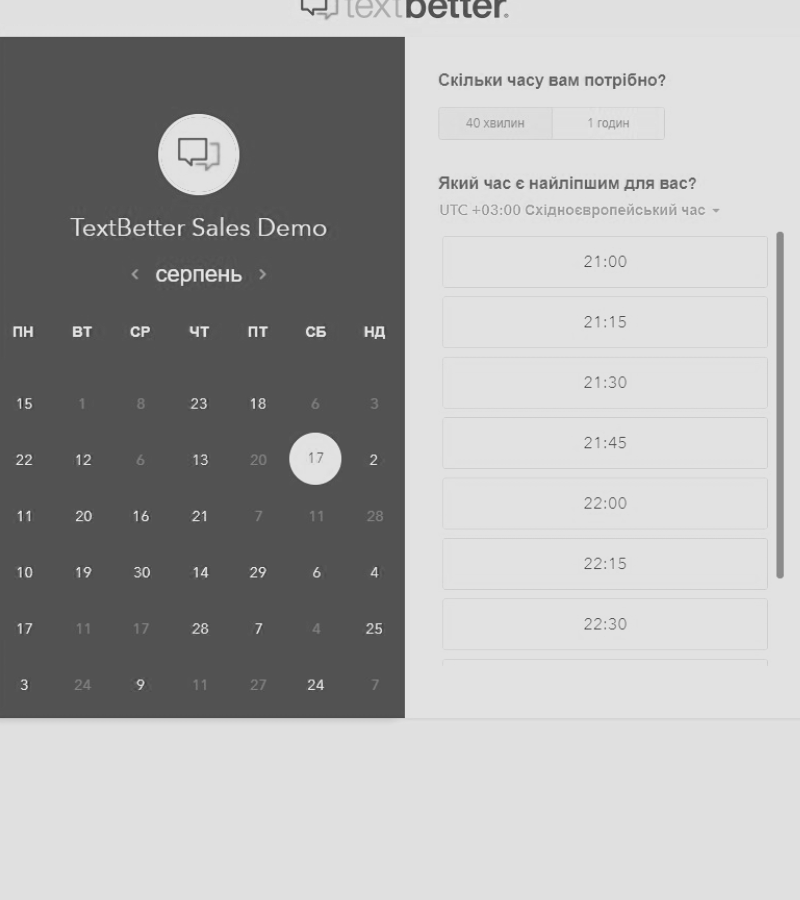 textbetter.
TextBetter Sales Demo
< серпень >
ПН ВТ СР ЧТ ПТ СБ НД
15 1 8 23 18 6 3
22 12 6 13 20 17 2
11 20 16 21 7 11 28
10 19 30 14 29 6 4
17 11 17 28 7 4 25
3 24 9 11 27 24 7
Скільки часу вам потрібно?
40 хвилин 1 годин
Який час є найліпшим для вас?
UTC +03:00 Східноєвропейський час
21:00
21:15
21:30
21:45
22:00
22:15
22:30